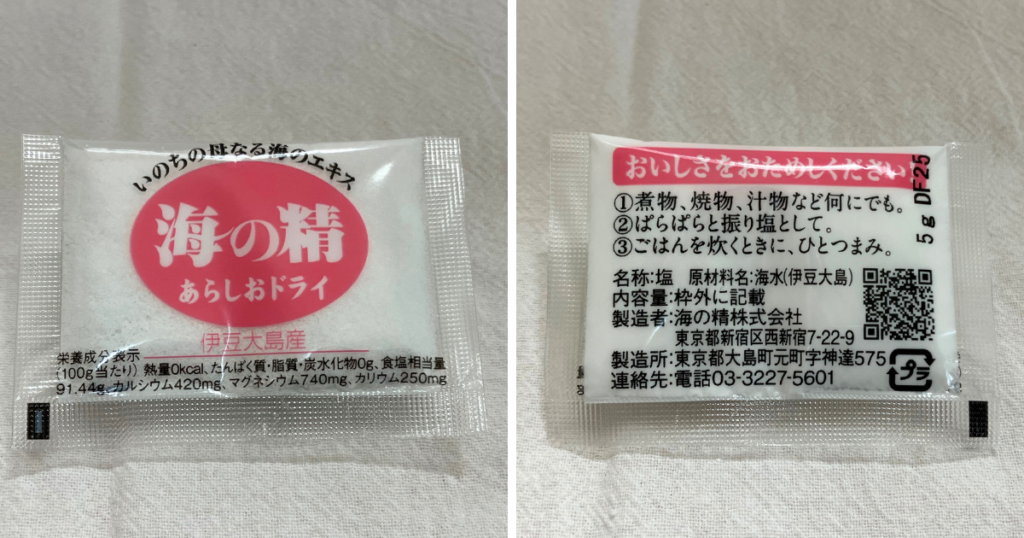 いのちの母なる海のエキス
海の精
あらしおドライ
伊豆大島産
栄養成分表示
(100g当たり) 熱量0kcal、たんぱく質・脂質・炭水化物0g、食塩相当量
91.44g、カルシウム420mg、マグネシウム740mg、カリウム250mg
おいしさをおためしください
①煮物、焼物、汁物など何にでも。
②ぱらぱらと振り塩として。
③ごはんを炊くときに、ひとつまみ。
5g DF25
名称:塩 原材料名:海水(伊豆大島)
内容量:枠外に記載
製造者:海の精株式会社
東京都新宿区西新宿7-22-9
製造所:東京都大島町元町字神達575
連絡先:電話03-3227-5601
プラ